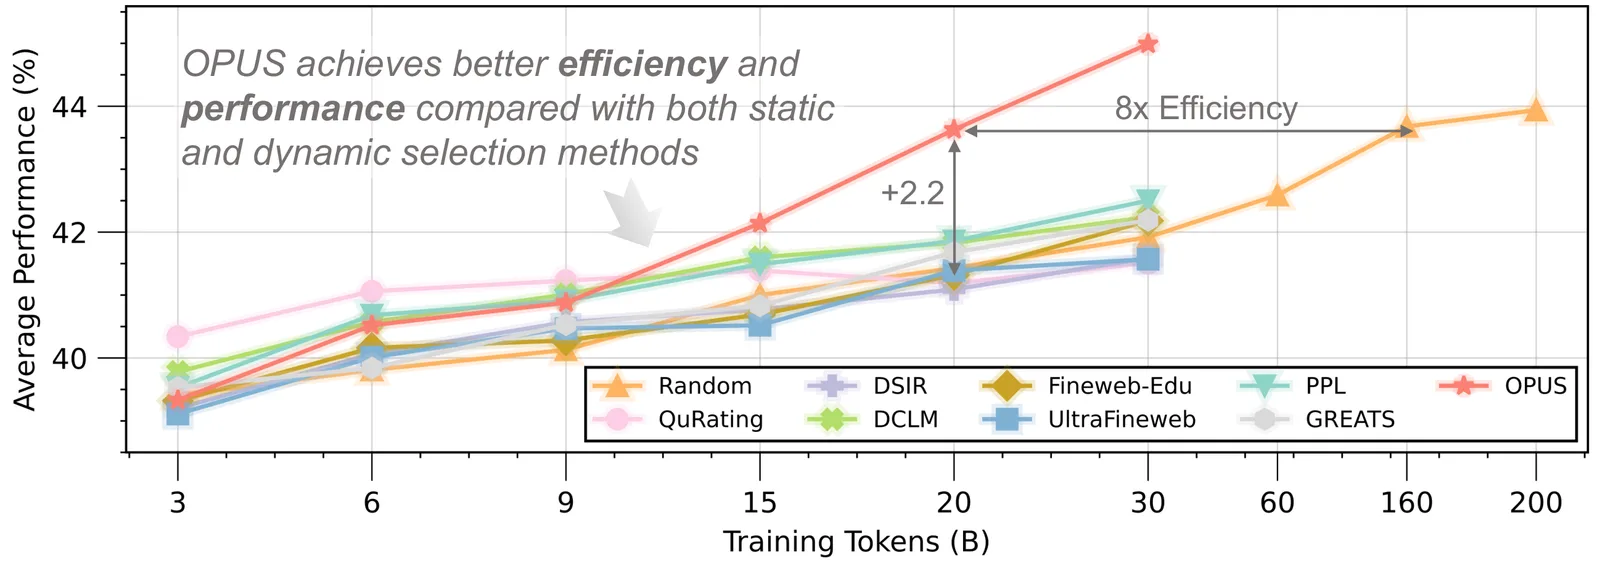 OPUS achieves better efficiency and
performance compared with both static
and dynamic selection methods
8x Efficiency
+2.2
Average Performance (%)
44
42
40
Random
DSIR
Fineweb-Edu
PPL
OPUS
QuRating
DCLM
UltraFineweb
GREATS
3 6 9 15 20 30 60 160 200
Training Tokens (B)